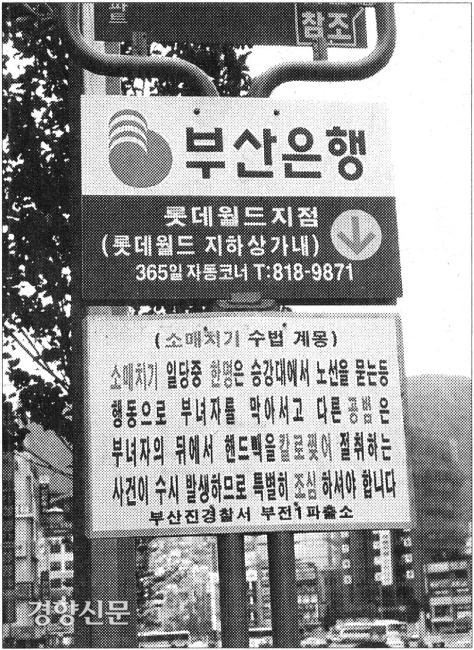 파트
참조
부산은행
롯데월드지점
(롯데월드 지하상가내)
365일 자동코너 T:818-9871
(소매치기 수법 계몽)
소매치기 일당중 한명은 승강대에서 노선을 묻는등
행동으로 부녀자를 막아서고 다른 공범은
부녀자의 뒤에서 핸드빽을 칼로찢어 절취하는
사건이 수시 발생하므로 특별히 조심 하셔야 합니다
부산진경찰서 부전1파출소
경향신문